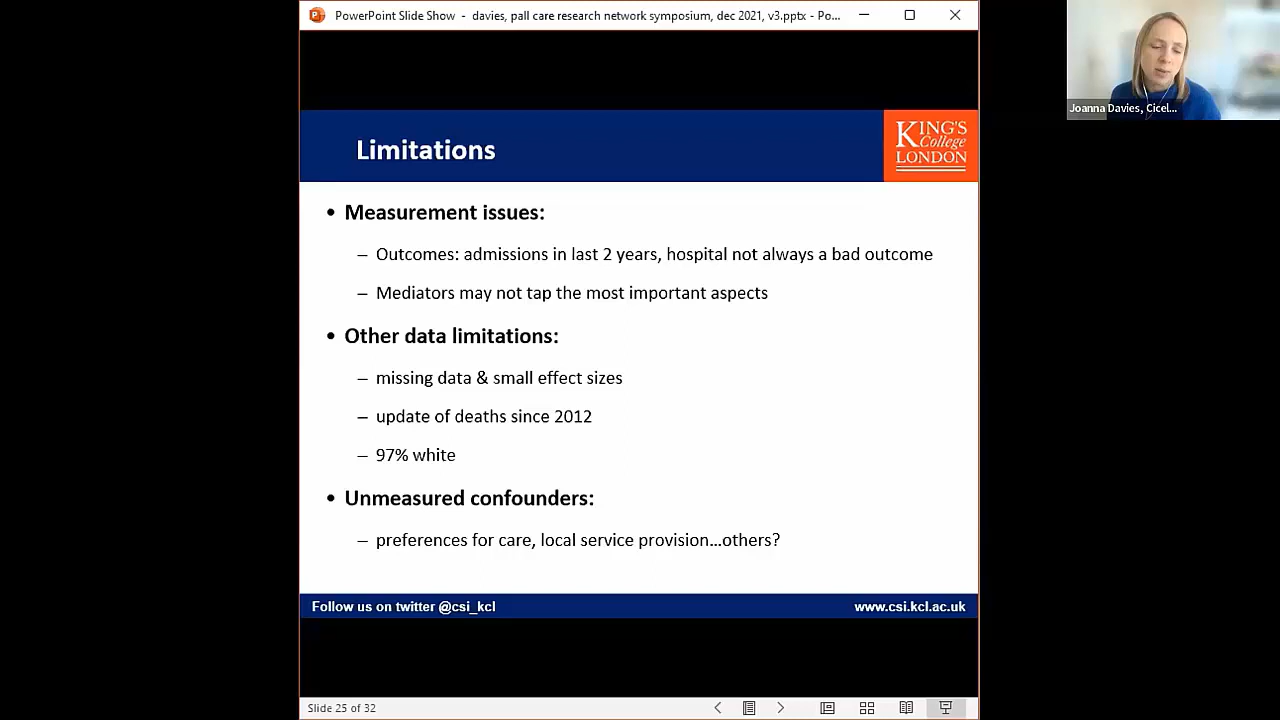 PowerPoint Slide Show - davies, pall care research network symposium, dec 2021, v3.pptx - Po...
Joanna Davies, Cicel...
Limitations
KING'S
College
LONDON
• Measurement issues:
– Outcomes: admissions in last 2 years, hospital not always a bad outcome
– Mediators may not tap the most important aspects
• Other data limitations:
– missing data & small effect sizes
– update of deaths since 2012
– 97% white
• Unmeasured confounders:
– preferences for care, local service provision...others?
Follow us on twitter @csi_kcl
www.csi.kcl.ac.uk
Slide 25 of 32